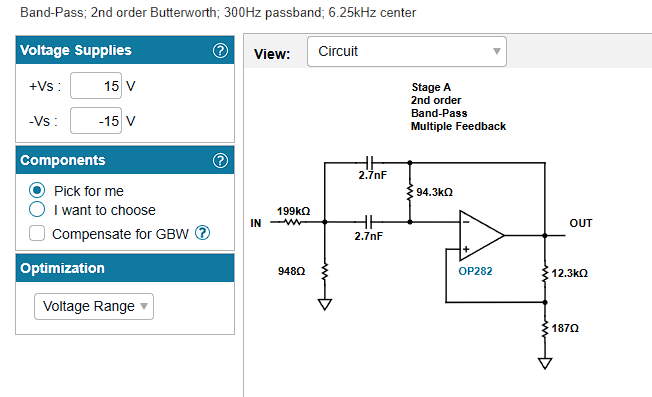 Band-Pass; 2nd order Butterworth; 300Hz passband; 6.25kHz center
Voltage Supplies ?
+Vs : 15 V
-Vs : -15 V
Components ?
Pick for me
I want to choose
Compensate for GBW ?
Optimization
Voltage Range
View: Circuit
Stage A
2nd order
Band-Pass
Multiple Feedback
2.7nF
94.3kΩ
199kΩ
IN
2.7nF
OUT
948Ω
-
+
OP282
12.3kΩ
187Ω